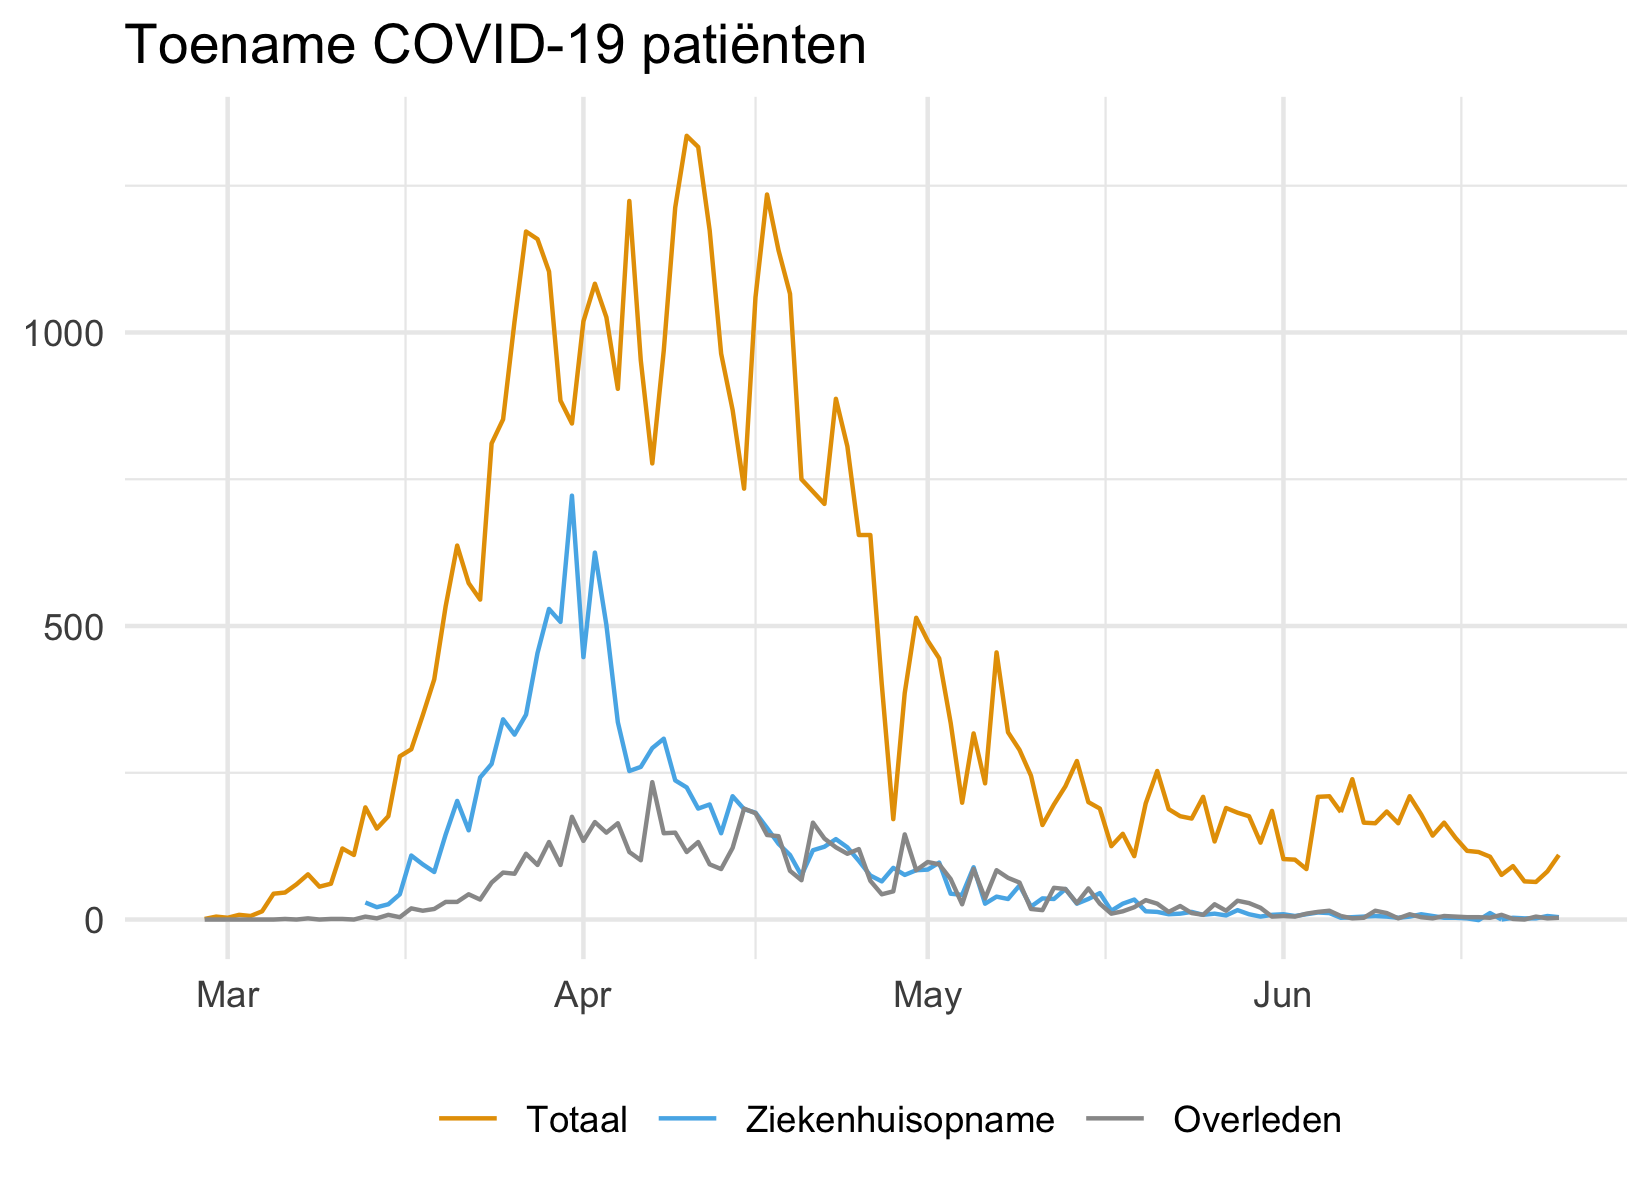 Toename COVID-19 patiënten
1000
500
0
Mar Apr May Jun
Totaal Ziekenhuisopname Overleden